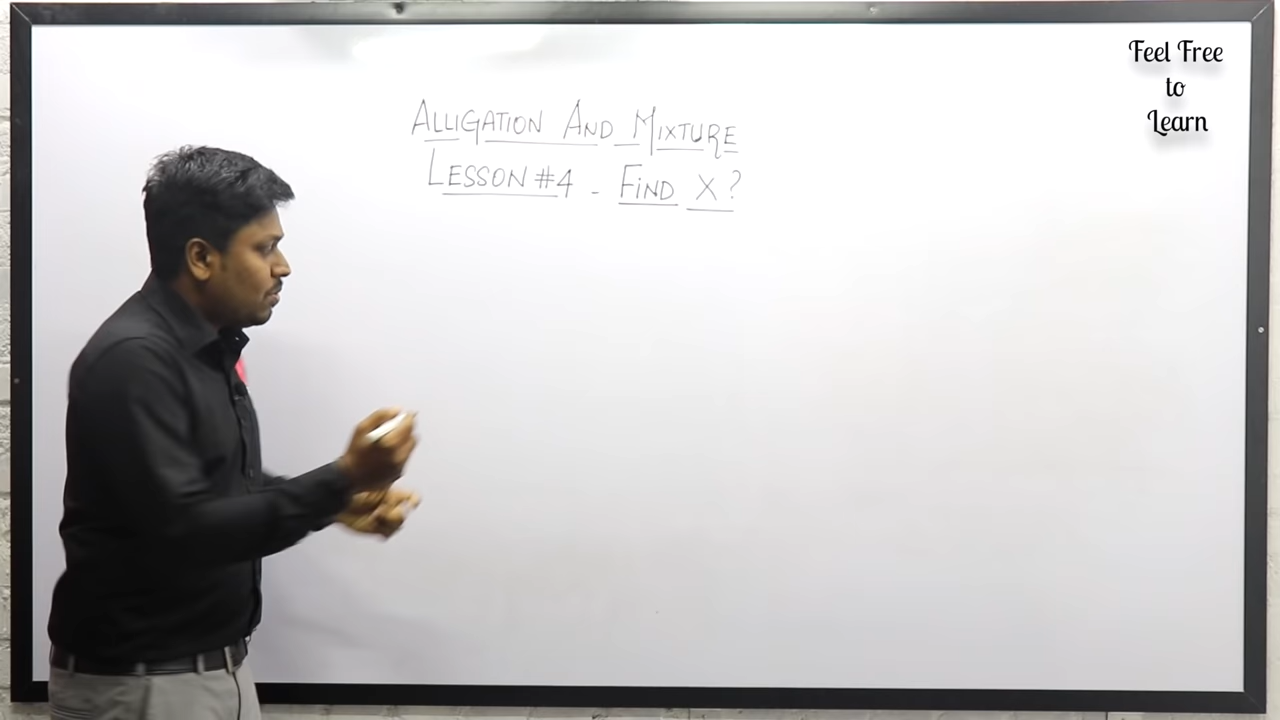 ALLIGATION AND MIXTURE
LESSON #4 - FIND X?
Feel Free
to
Learn